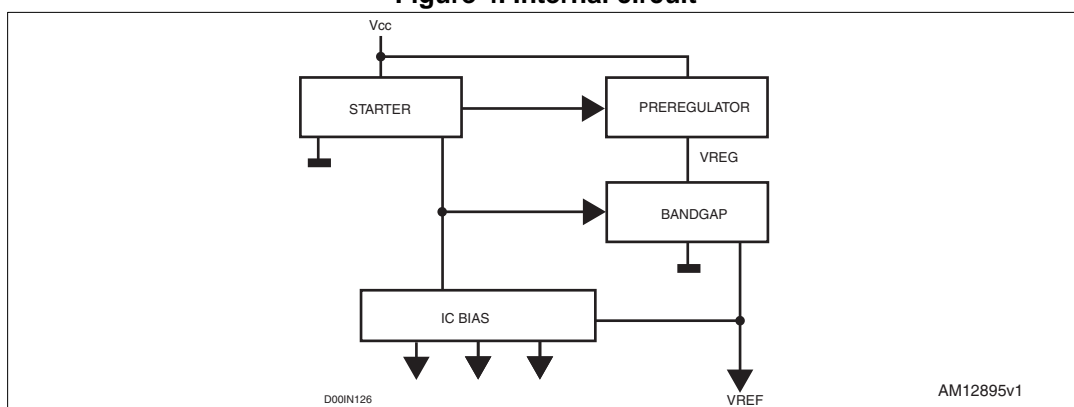 Figure 4. Internal circuit
Vcc
STARTER
PREREGULATOR
VREG
BANDGAP
IC BIAS
D00IN126
VREF
AM12895v1